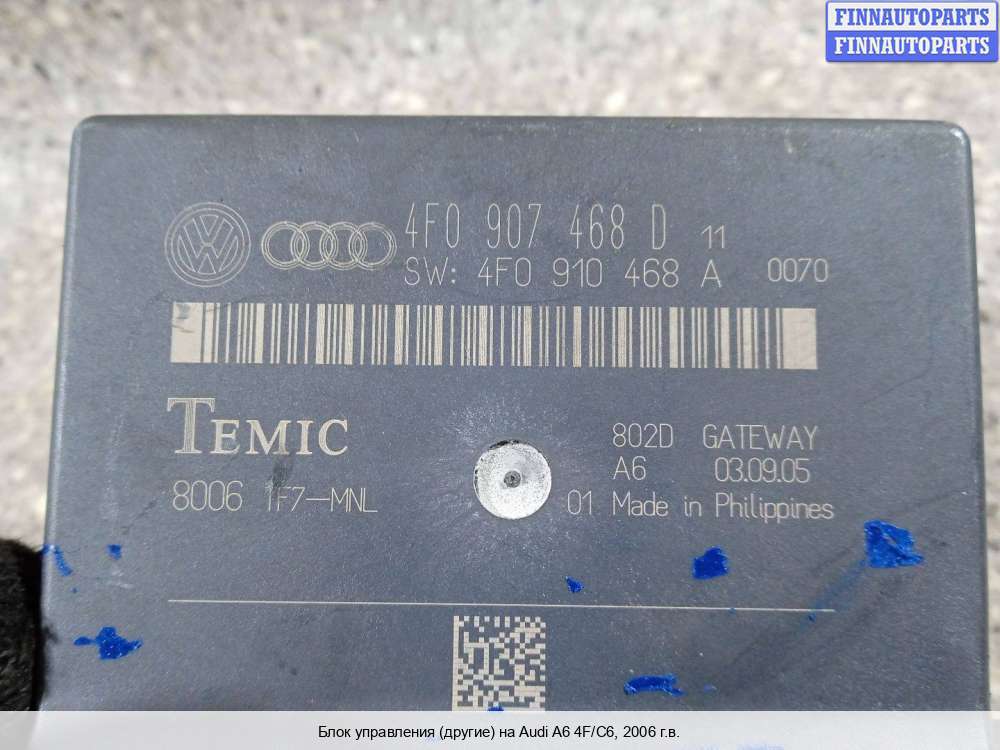 FINNAUTOPARTS
FINNAUTOPARTS
4F0 907 468 D 11
SW: 4F0 910 468 A 0070
TEMIC
802D GATEWAY
A6 03.09.05
8006 1F7-MNL
01 Made in Philippines
Блок управления (другие) на Audi A6 4F/C6, 2006 г.в.